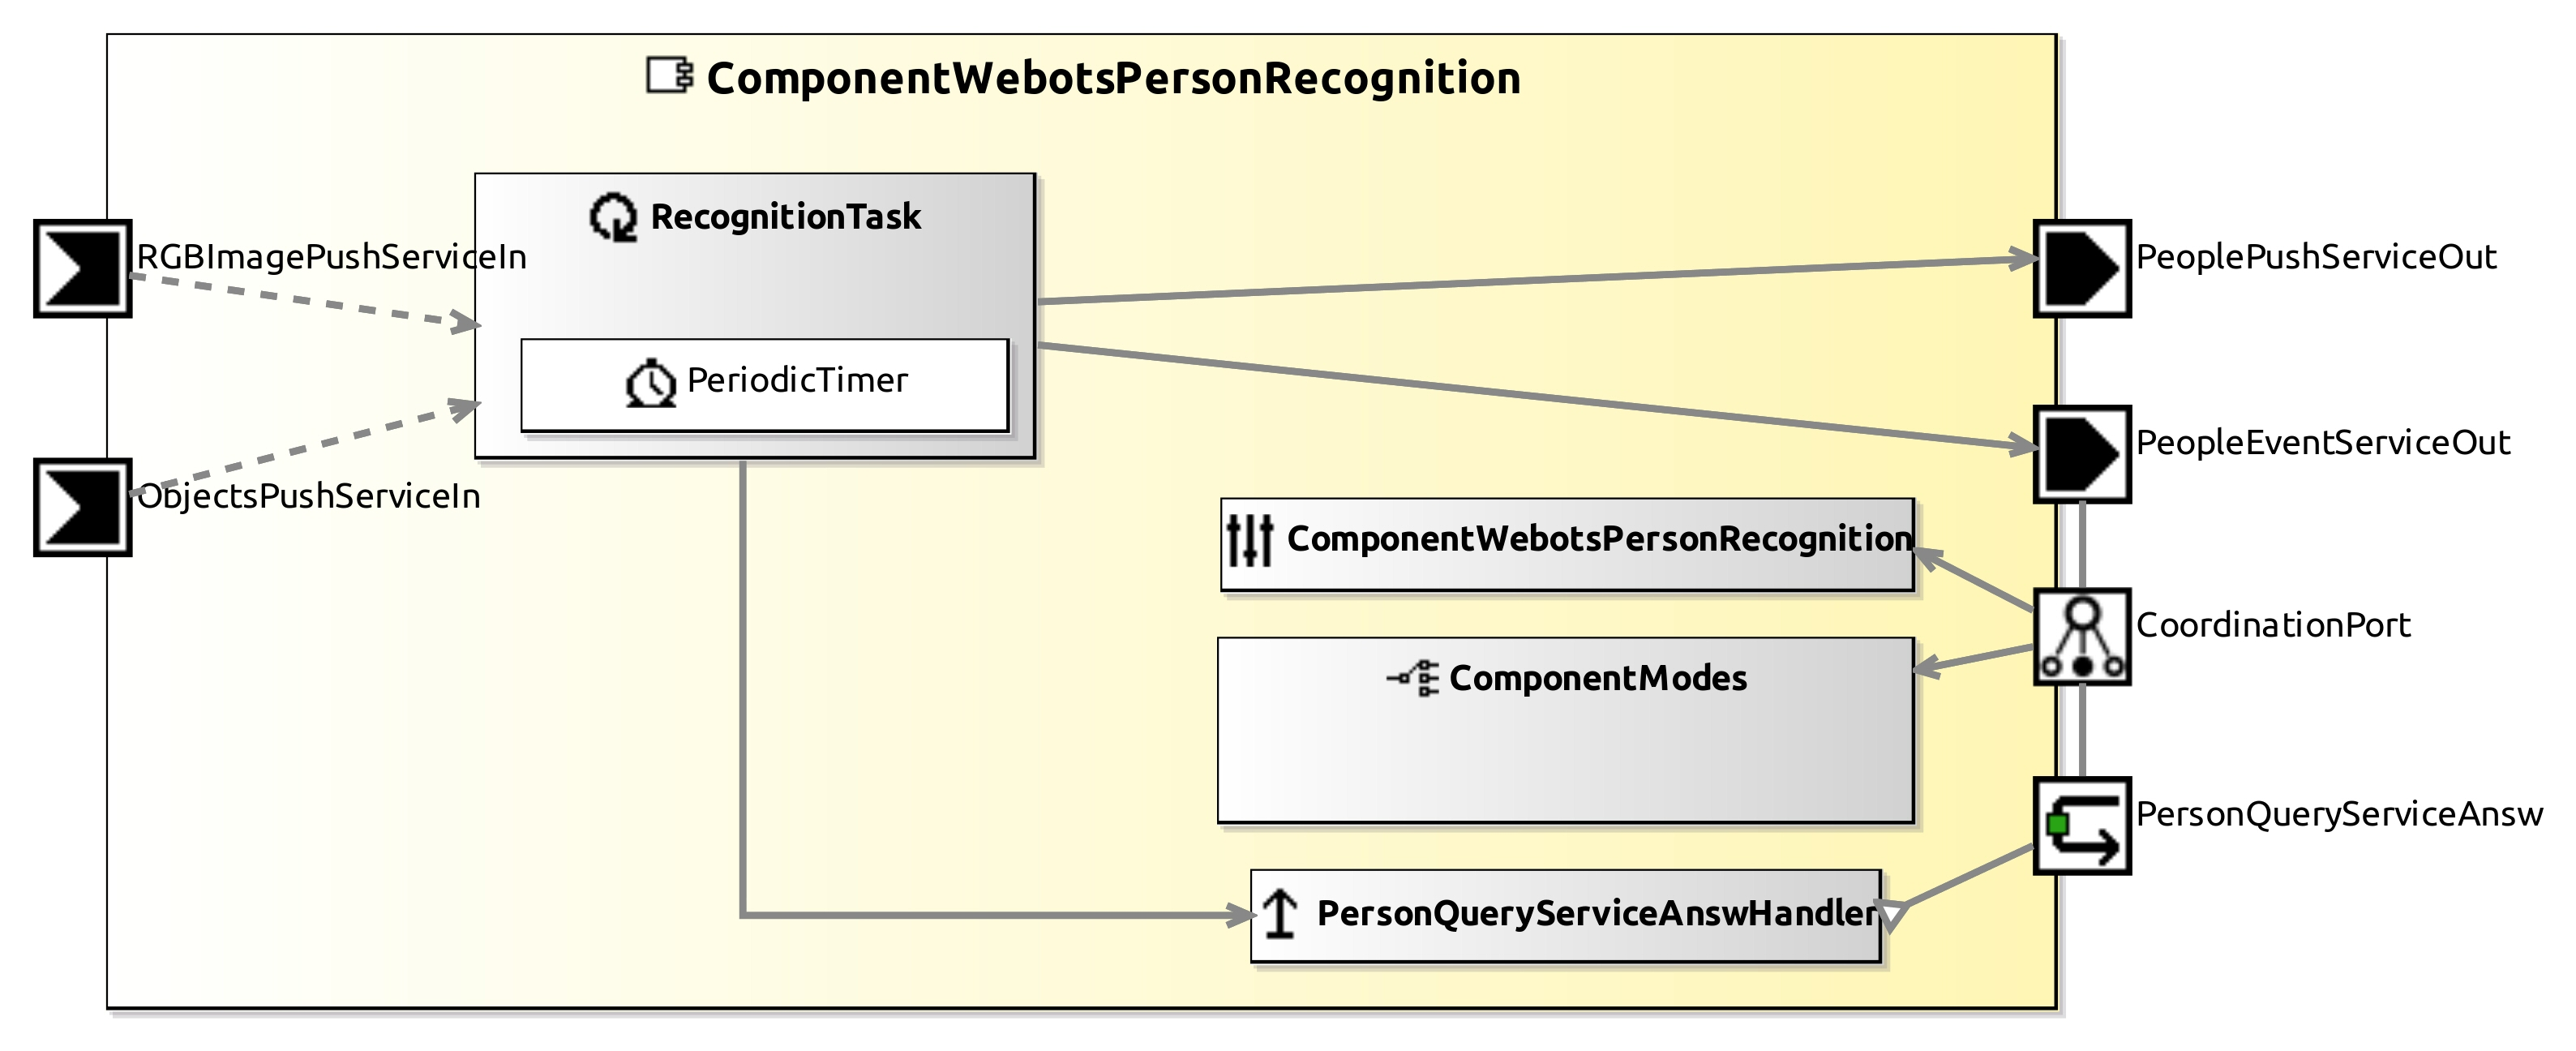 ComponentWebotsPersonRecognition
RecognitionTask
RGBImagePushServiceIn
PeriodicTimer
ObjectsPushServiceIn
PeoplePushServiceOut
PeopleEventServiceOut
ComponentWebotsPersonRecognition
CoordinationPort
ComponentModes
PersonQueryServiceAnsw
PersonQueryServiceAnswHandler